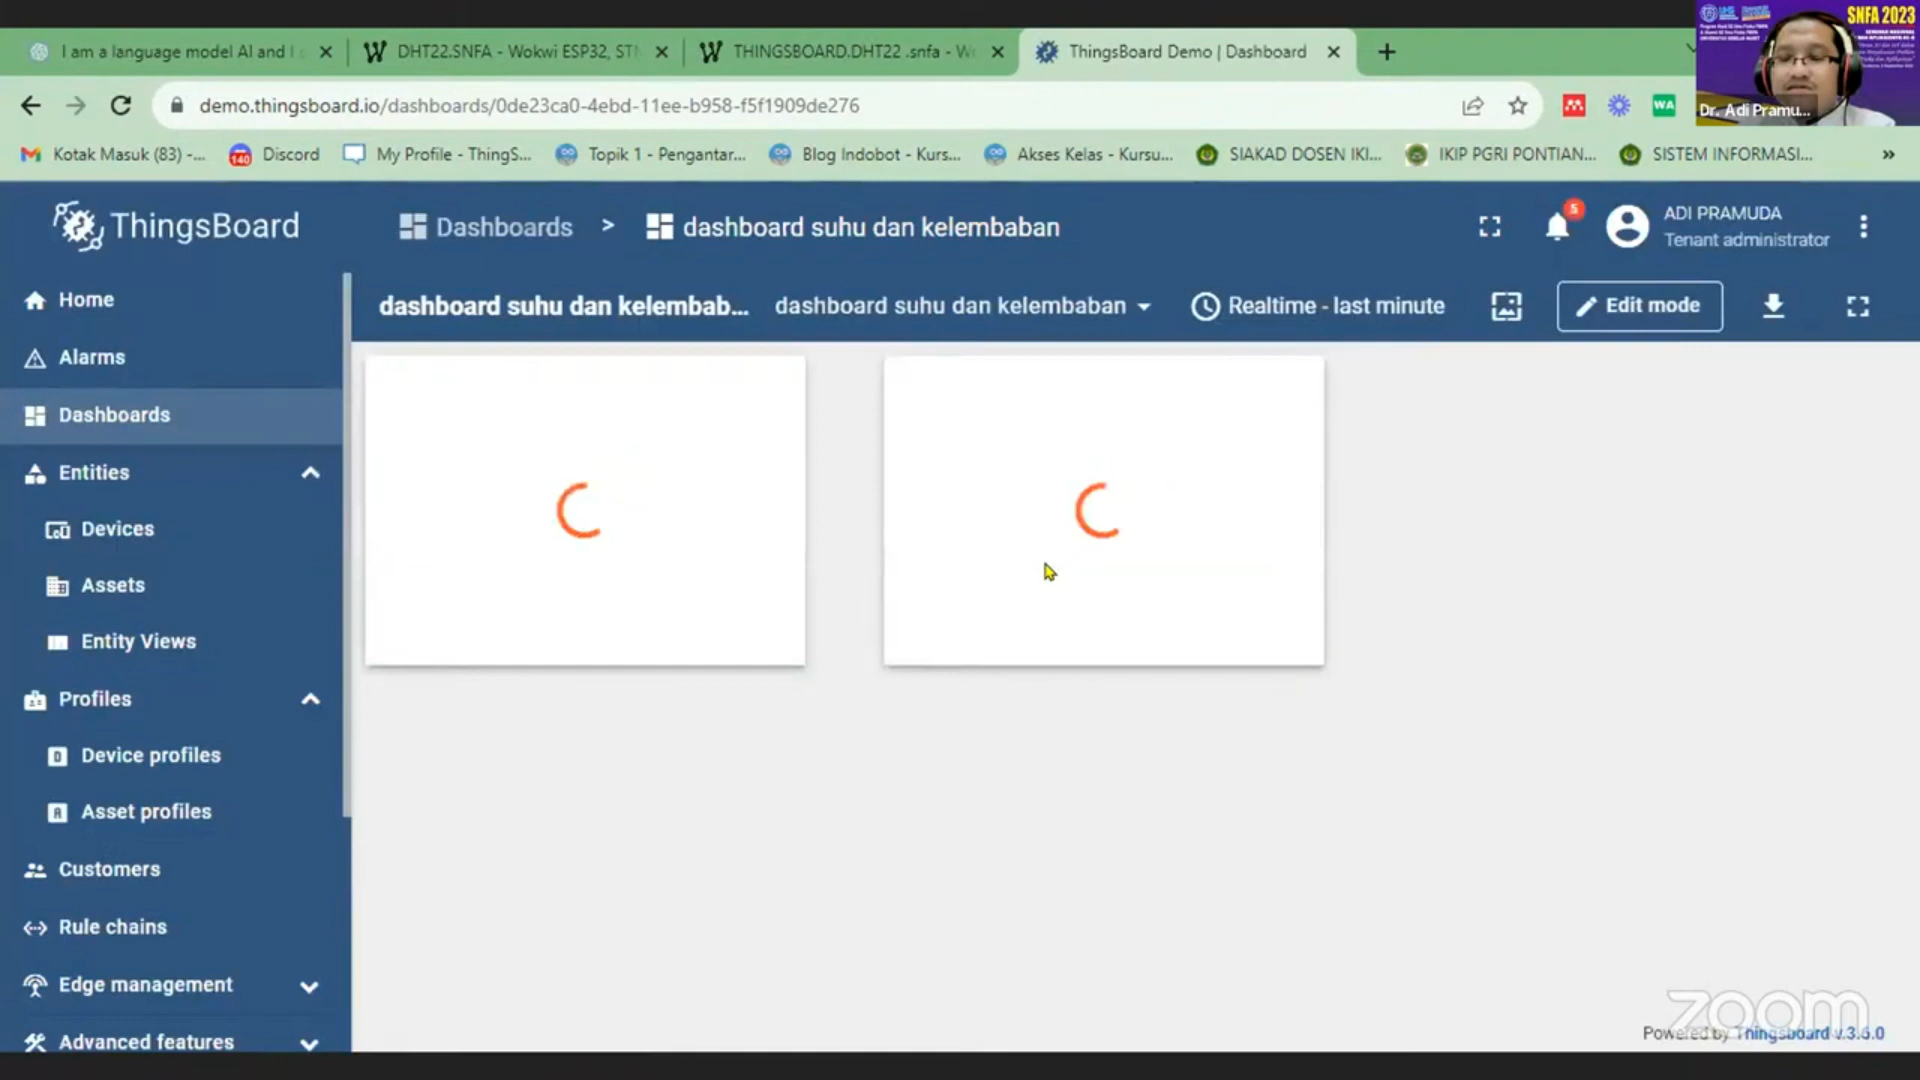 I am a language model AI and I
DHT22.SNFA - Wokwi ESP32, STM
THINGSBOARD.DHT22 .snfa - W
ThingsBoard Demo | Dashboard
SNFA 2023
Dr. Adi Pramu...
demo.thingsboard.io/dashboards/0de23ca0-4ebd-11ee-b958-f5f1909de276
WA
Kotak Masuk (83) -...
140
Discord
My Profile - ThingS...
Topik 1 - Pengantar...
Blog Indobot - Kurs...
Akses Kelas - Kursu...
SIAKAD DOSEN IKI...
IKIP PGRI PONTIAN...
SISTEM INFORMASI...
»
ThingsBoard
Dashboards > dashboard suhu dan kelembaban
5
ADI PRAMUDA
Tenant administrator
dashboard suhu dan kelembab...
dashboard suhu dan kelembaban
Realtime - last minute
Edit mode
Home
Alarms
Dashboards
Entities
Devices
Assets
Entity Views
Profiles
Device profiles
Asset profiles
Customers
Rule chains
Edge management
Advanced features
zoom
Powered by Thingsboard v.3.6.0